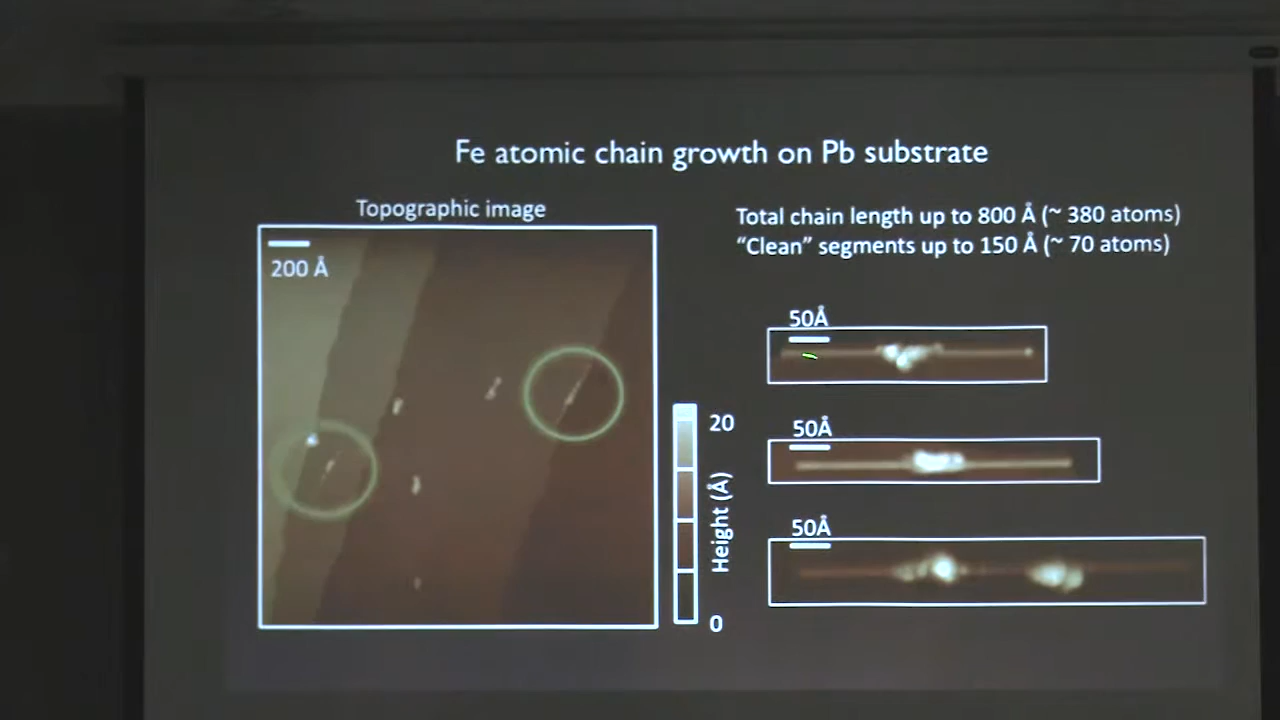 Fe atomic chain growth on Pb substrate
Topographic image
200 Å
20
Height (Å)
0
Total chain length up to 800 Å (~ 380 atoms)
“Clean” segments up to 150 Å (~ 70 atoms)
50Å
50Å
50Å